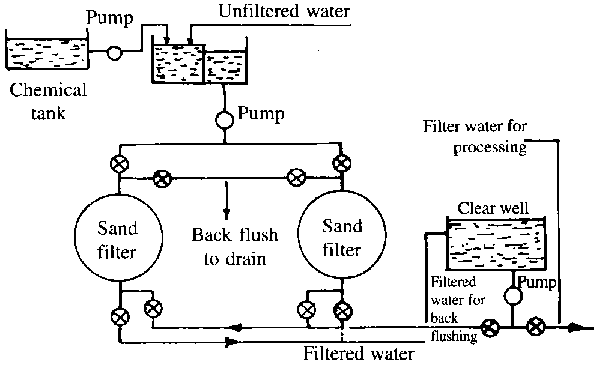 Unfiltered water
Pump
Chemical
tank
Pump
Filter water for
processing
Clear well
Sand
filter
Back flush
to drain
Sand
filter
Filtered
water for
back
flushing
Pump
Filtered water